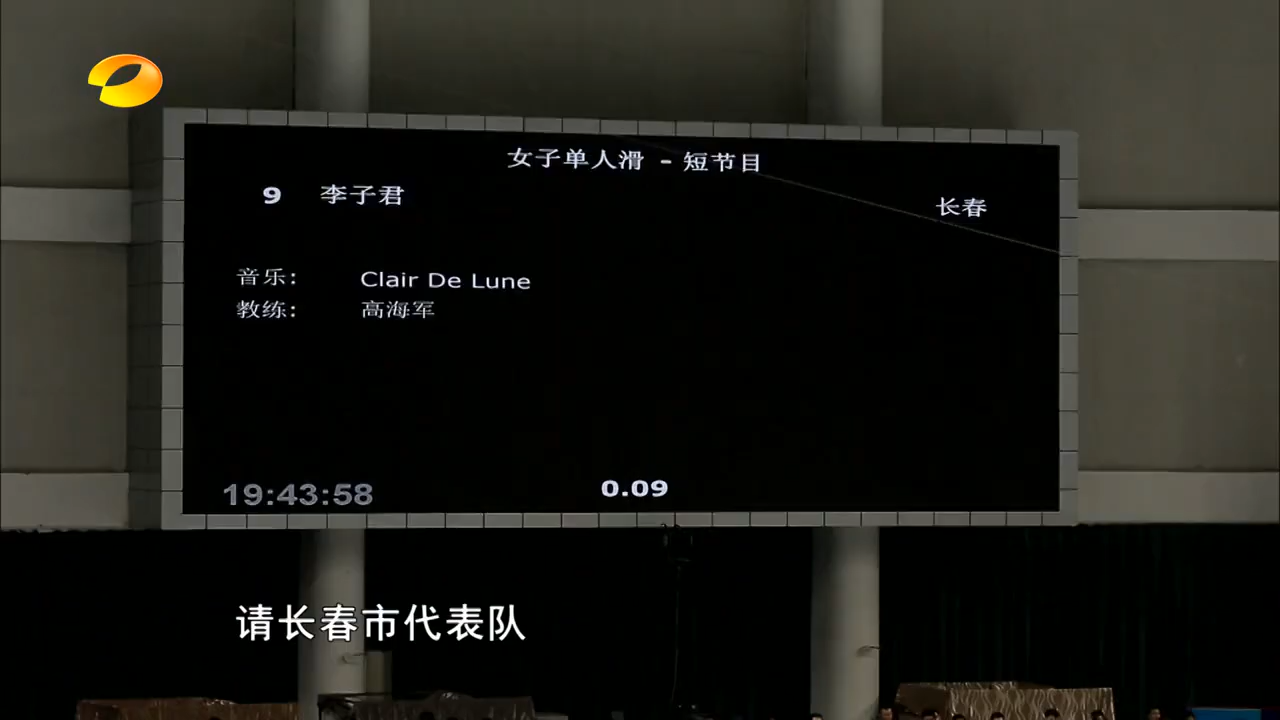 女子单人滑 - 短节目
9 李子君 长春
音乐: Clair De Lune
教练: 高海军
19:43:58 0.09
请长春市代表队